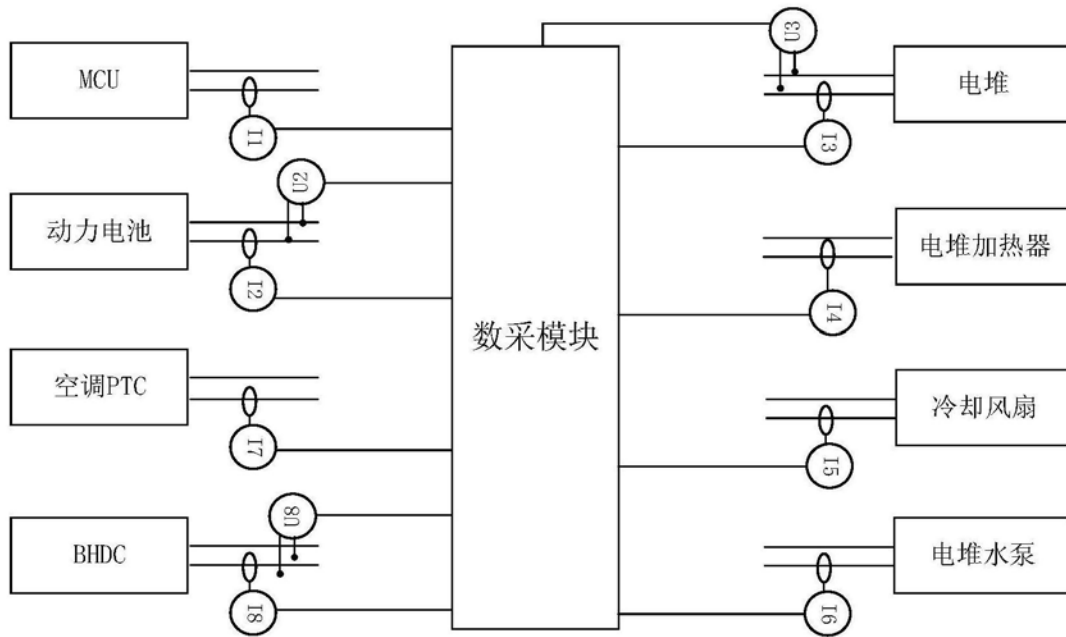 MCU
I1
U2
动力电池
I2
空调PTC
I7
U8
BHDC
I8
数采模块
U3
电堆
I3
电堆加热器
I4
冷却风扇
I5
电堆水泵
I6